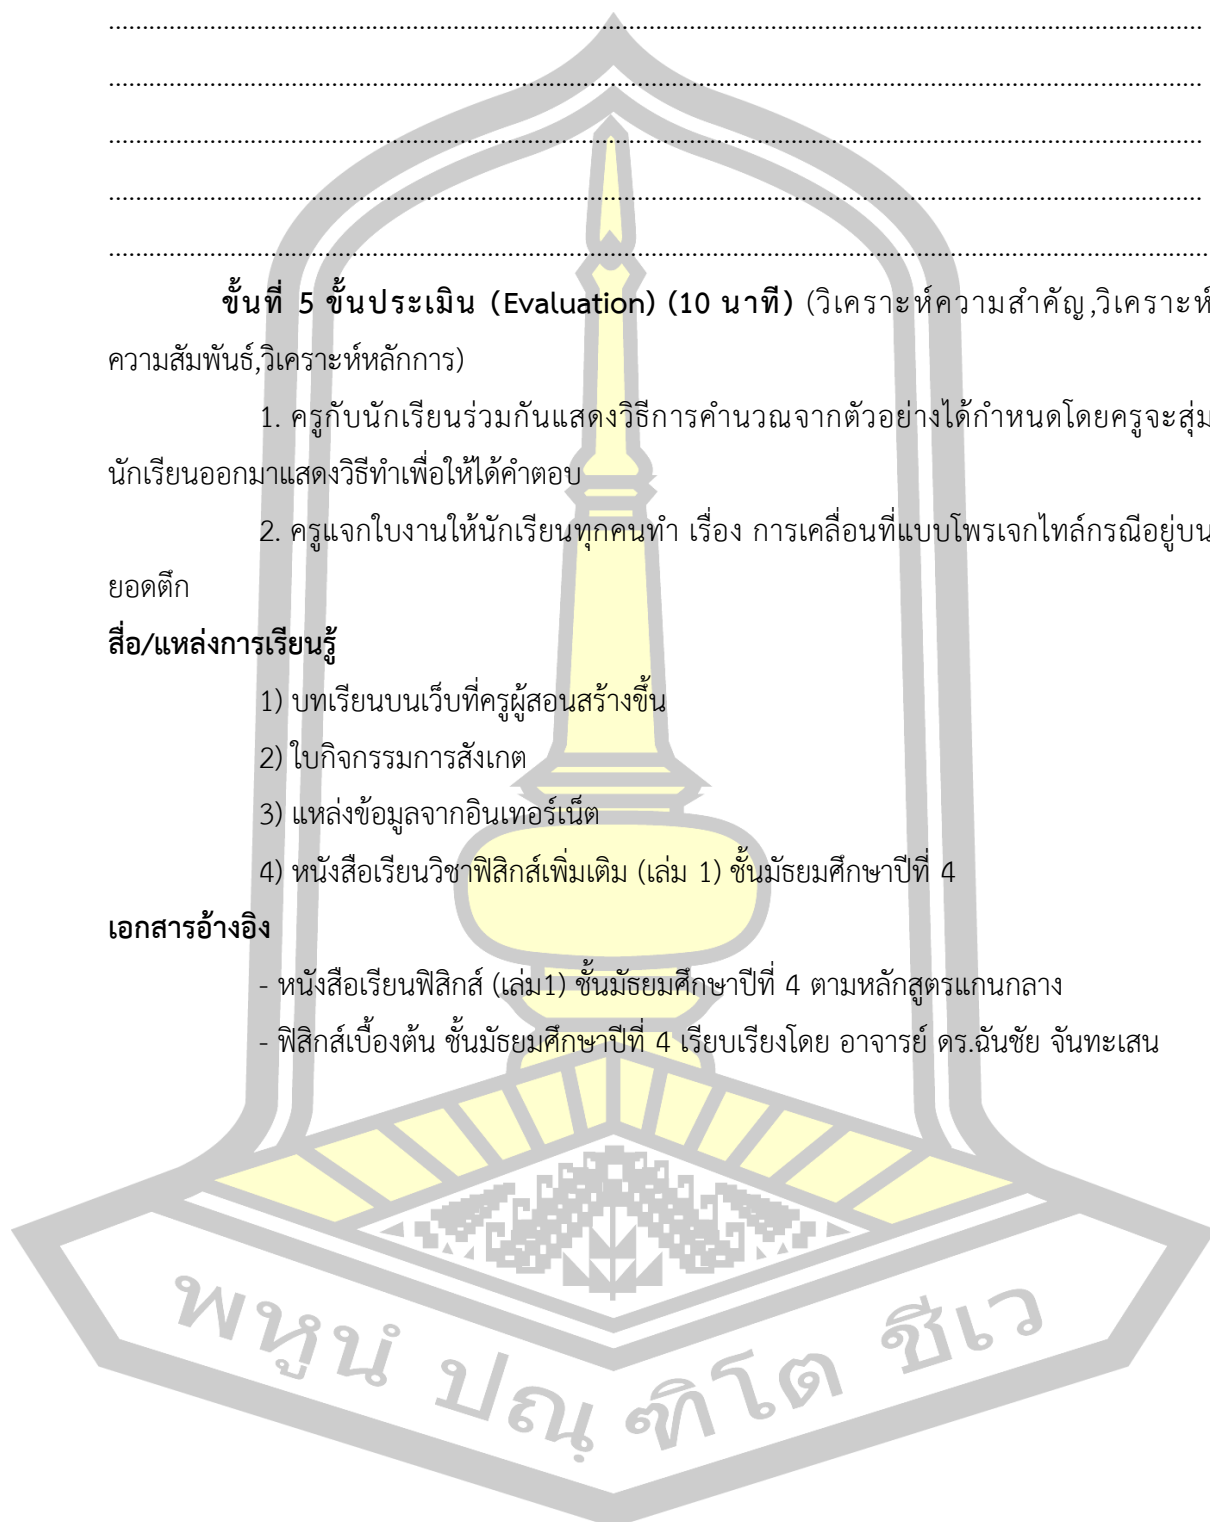 ........................................................................................................................................................................
........................................................................................................................................................................
........................................................................................................................................................................
........................................................................................................................................................................
........................................................................................................................................................................
ขั้นที่ 5 ขั้นประเมิน (Evaluation) (10 นาที) (วิเคราะห์ความสำคัญ,วิเคราะห์
ความสัมพันธ์,วิเคราะห์หลักการ)
1. ครูกับนักเรียนร่วมกันแสดงวิธีการคำนวณจากตัวอย่างได้กำหนดโดยครูจะสุ่ม
นักเรียนออกมาแสดงวิธีทำเพื่อให้ได้คำตอบ
2. ครูแจกใบงานให้นักเรียนทุกคนทำ เรื่อง การเคลื่อนที่แบบโพรเจกไทล์กรณีอยู่บน
ยอดตึก
สื่อ/แหล่งการเรียนรู้
1) บทเรียนบนเว็บที่ครูผู้สอนสร้างขึ้น
2) ใบกิจกรรมการสังเกต
3) แหล่งข้อมูลจากอินเทอร์เน็ต
4) หนังสือเรียนวิชาฟิสิกส์เพิ่มเติม (เล่ม 1) ชั้นมัธยมศึกษาปีที่ 4
เอกสารอ้างอิง
- หนังสือเรียนฟิสิกส์ (เล่ม1) ชั้นมัธยมศึกษาปีที่ 4 ตามหลักสูตรแกนกลาง
- ฟิสิกส์เบื้องต้น ชั้นมัธยมศึกษาปีที่ 4 เรียบเรียงโดย อาจารย์ ดร.ฉันชัย จันทะเสน
พหูนํ ปณฺฑิโต ชีเว